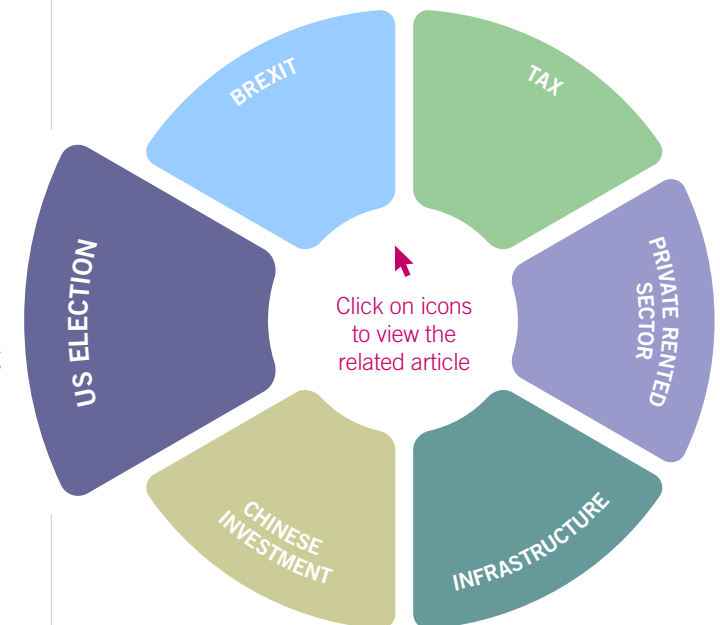 BREXIT
TAX
US ELECTION
PRIVATE RENTED
SECTOR
Click on icons
to view the
related article
CHINESE
INVESTMENT
INFRASTRUCTURE